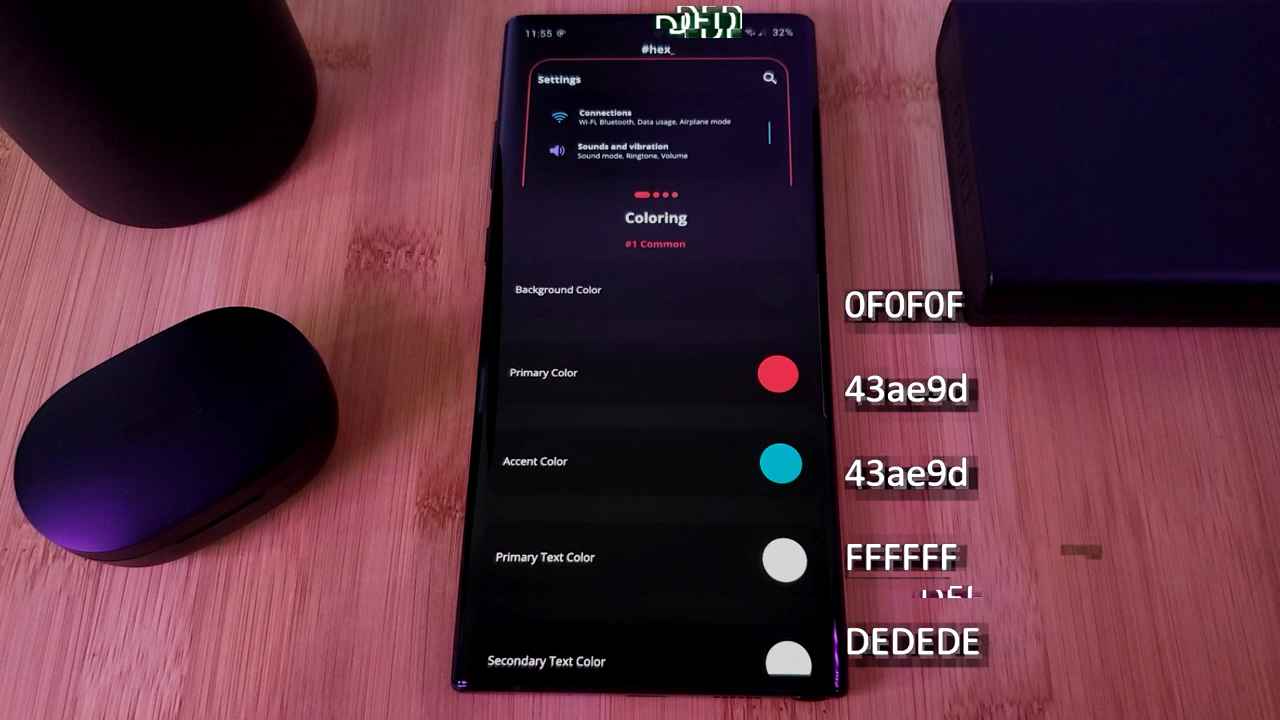 11:55
32%
#hex_
Settings
Connections
Wi-Fi, Bluetooth, Data usage, Airplane mode
Sounds and vibration
Sound mode, Ringtone, Volume
Coloring
#1 Common
Background Color
0F0F0F
Primary Color
43ae9d
Accent Color
43ae9d
Primary Text Color
FFFFFF
Secondary Text Color
DEDEDE